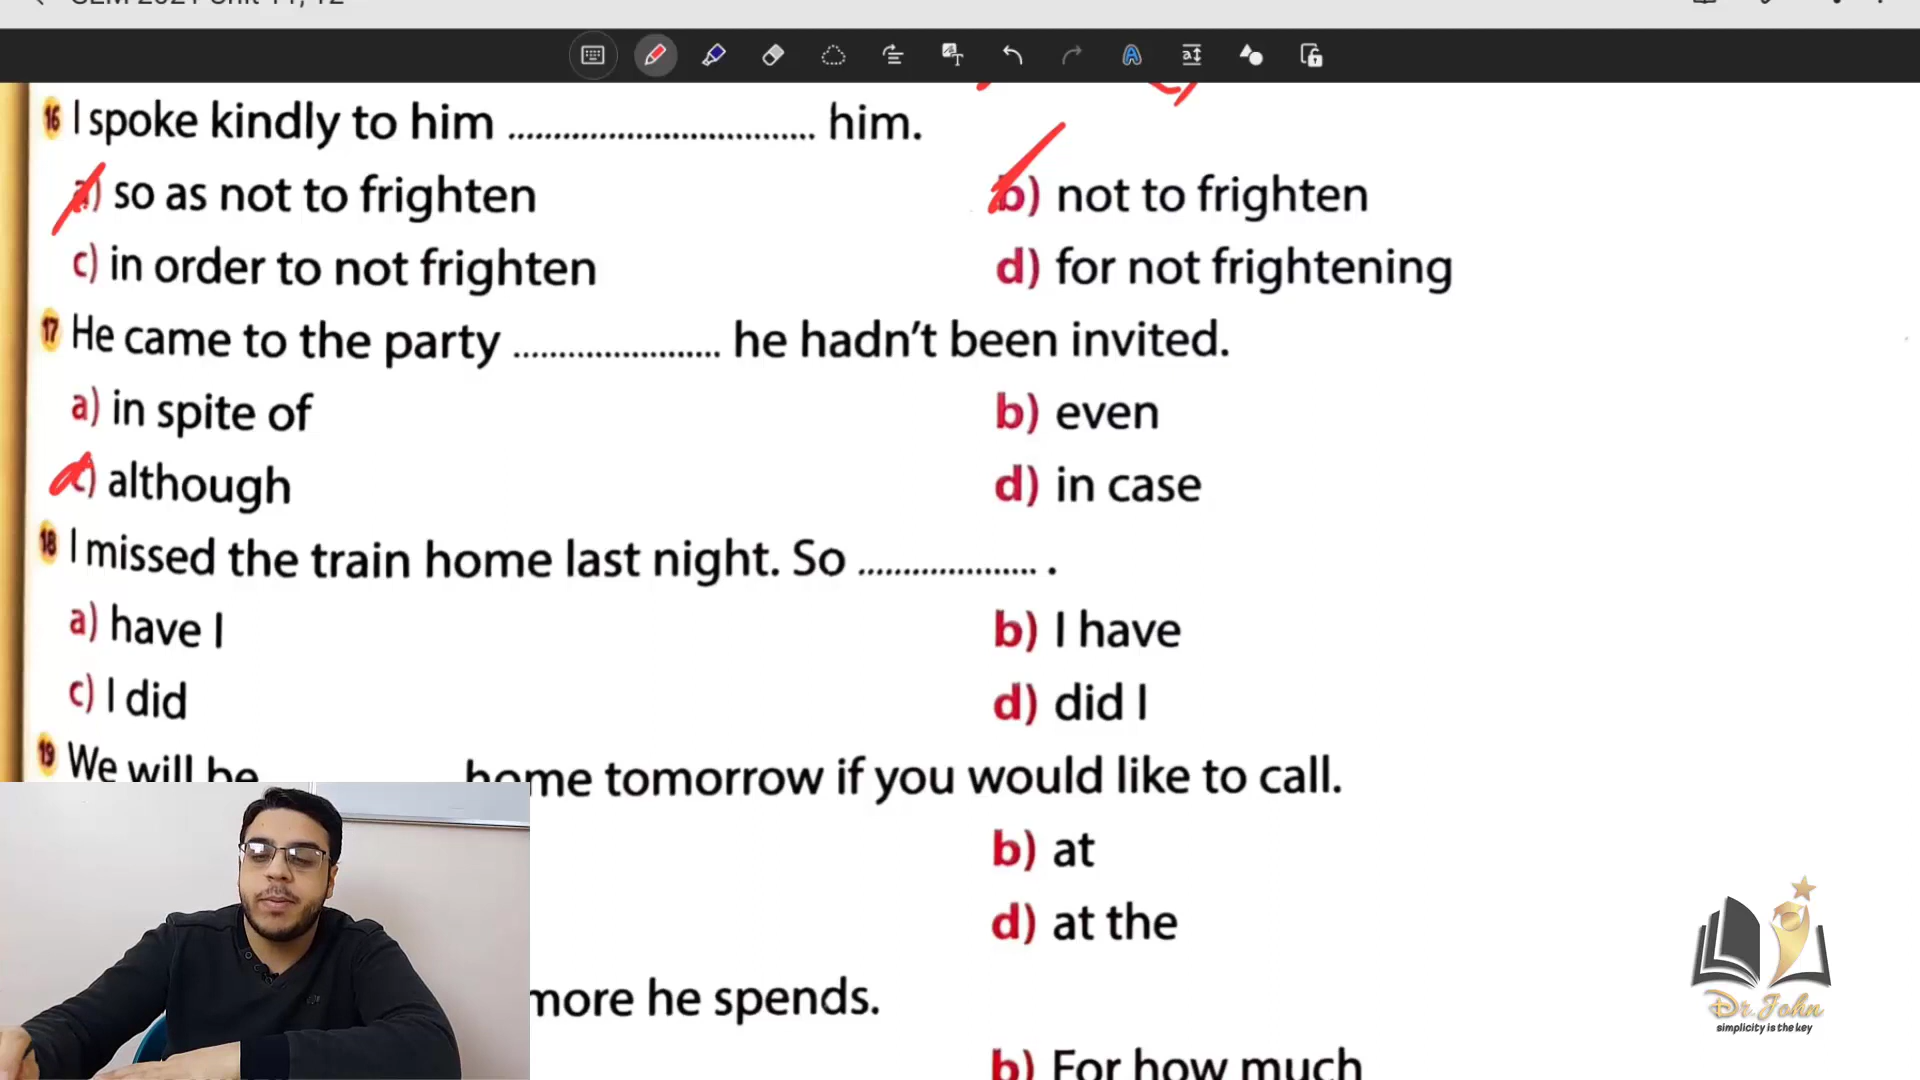 16 I spoke kindly to him .............................. him.
a) so as not to frighten b) not to frighten
c) in order to not frighten d) for not frightening
17 He came to the party ..................... he hadn't been invited.
a) in spite of b) even
c) although d) in case
18 I missed the train home last night. So .................. .
a) have I b) I have
c) I did d) did I
19 We will be home tomorrow if you would like to call.
b) at
d) at the
more he spends.
b) For how much
Dr. John
simplicity is the key